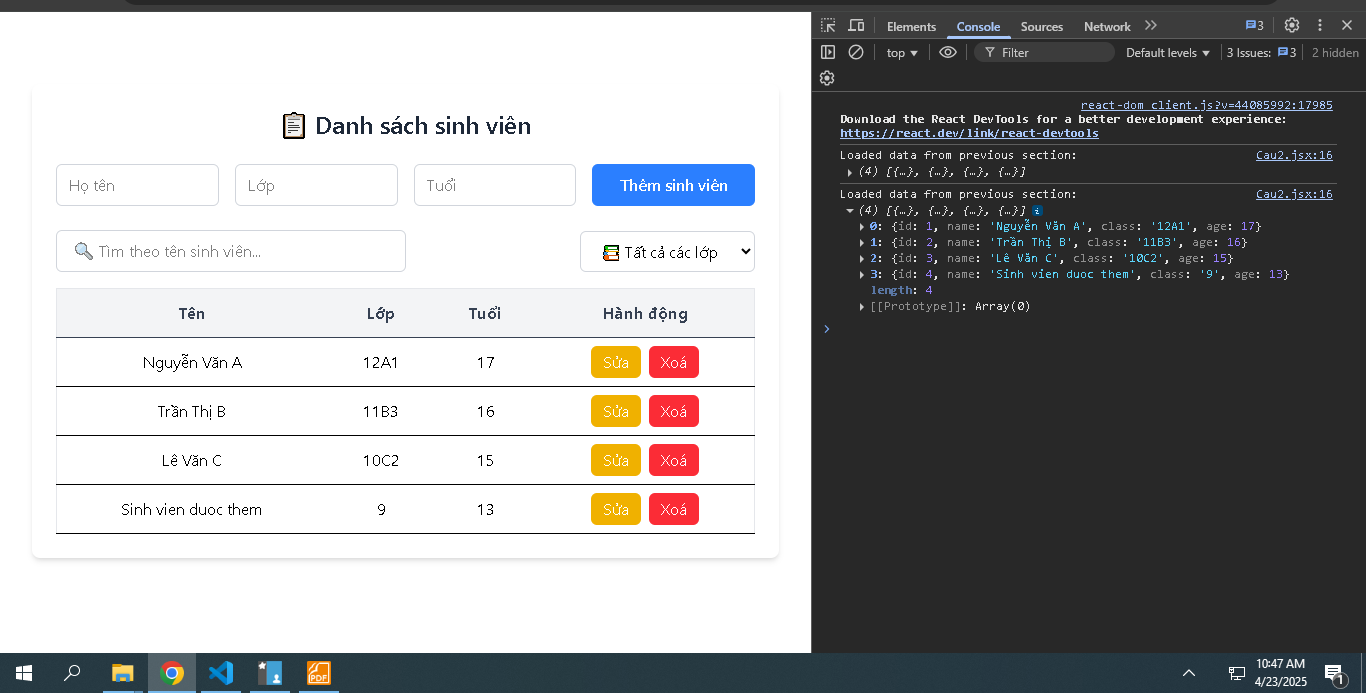 Danh sách sinh viên
Họ tên
Lớp
Tuổi
Thêm sinh viên
Tìm theo tên sinh viên...
Tất cả các lớp
Tên Lớp Tuổi Hành động
Nguyễn Văn A 12A1 17 Sửa Xoá
Trần Thị B 11B3 16 Sửa Xoá
Lê Văn C 10C2 15 Sửa Xoá
Sinh vien duoc them 9 13 Sửa Xoá
Elements Console Sources Network 3
top Filter Default levels 3 Issues: 3 2 hidden
react-dom_client.js?v=44085992:17985
Download the React DevTools for a better development experience:
https://react.dev/link/react-devtools
Loaded data from previous section: Cau2.jsx:16
(4) [{…}, {…}, {…}, {…}]
Loaded data from previous section: Cau2.jsx:16
(4) [{…}, {…}, {…}, {…}] i
0: {id: 1, name: 'Nguyễn Văn A', class: '12A1', age: 17}
1: {id: 2, name: 'Trần Thị B', class: '11B3', age: 16}
2: {id: 3, name: 'Lê Văn C', class: '10C2', age: 15}
3: {id: 4, name: 'Sinh vien duoc them', class: '9', age: 13}
length: 4
[[Prototype]]: Array(0)
PDF
10:47 AM
4/23/2025
1